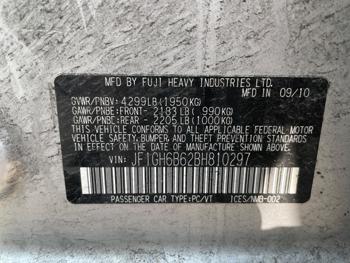 MFD BY FUJI HEAVY INDUSTRIES LTD.
09/10
GVWR/PNBV: 4299LB(1950KG)
GAWR/PNBE:FRONT- 2183LB( 990KG)
GAWR/PNBE:REAR - 2205LB(1000KG)
THIS VEHICLE CONFORMS TO ALL APPLICABLE FEDERAL MOTOR
VEHICLE SAFETY, BUMPER, AND THEFT PREVENTION STANDARDS
IN EFFECT ON THE DATE OF MANUFACTURE SHOWN ABOVE.
VIN: JF1GH6B62BH810297
PASSENGER CAR TYPE: PC/VT ICES/NMB-002